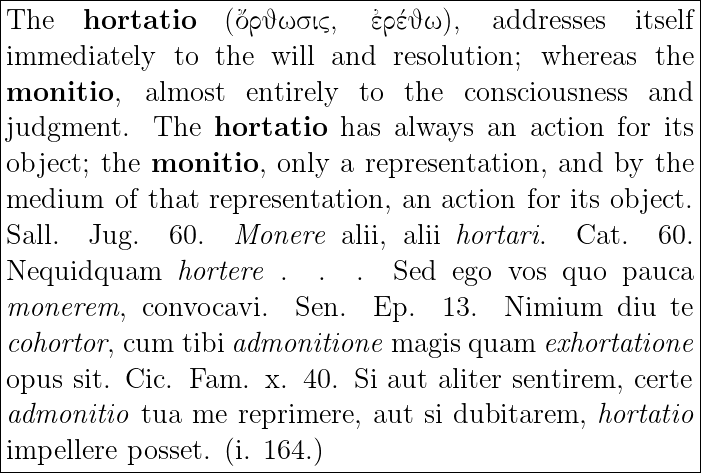 The hortatio (ὄρϑωσις, ἐρέϑω), addresses itself
immediately to the will and resolution; whereas the
monitio, almost entirely to the consciousness and
judgment. The hortatio has always an action for its
object; the monitio, only a representation, and by the
medium of that representation, an action for its object.
Sall. Jug. 60. Monere alii, alii hortari. Cat. 60.
Nequidquam hortere . . . Sed ego vos quo pauca
monerem, convocavi. Sen. Ep. 13. Nimium diu te
cohortor, cum tibi admonitione magis quam exhortatione
opus sit. Cic. Fam. x. 40. Si aut aliter sentirem, certe
admonitio tua me reprimere, aut si dubitarem, hortatio
impellere posset. (i. 164.)